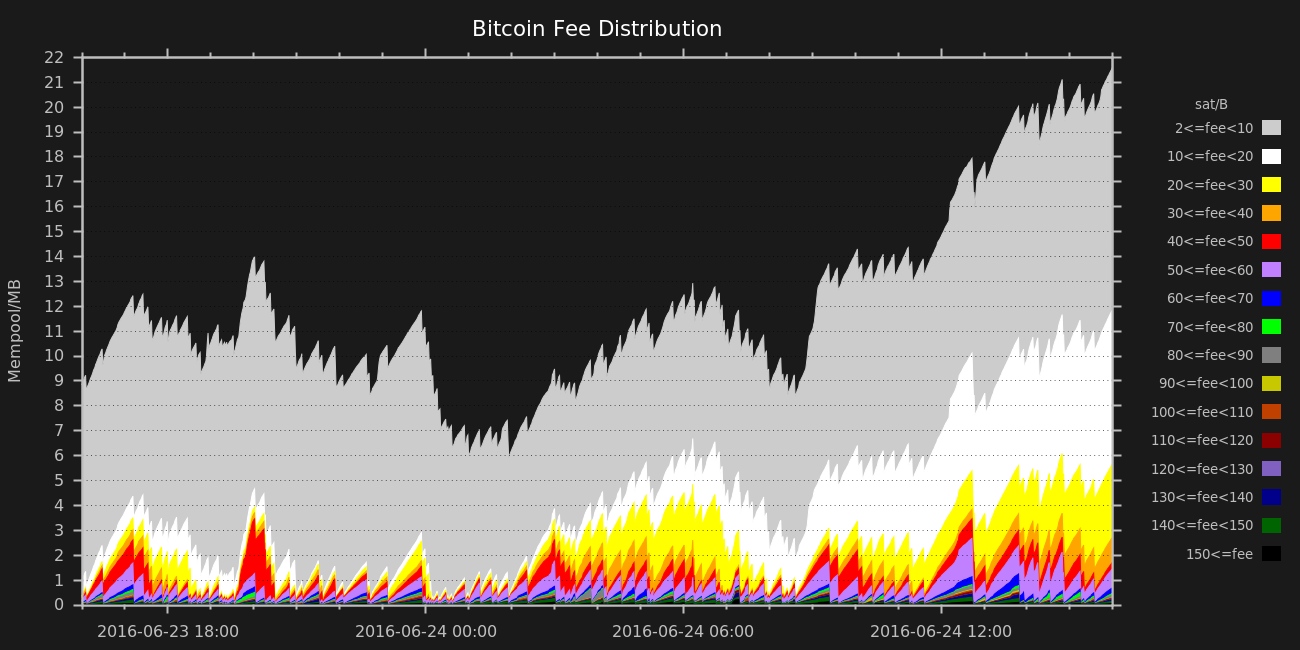 Bitcoin Fee Distribution
Mempool/MB
22
21
20
19
18
17
16
15
14
13
12
11
10
9
8
7
6
5
4
3
2
1
0
2016-06-23 18:00
2016-06-24 00:00
2016-06-24 06:00
2016-06-24 12:00
sat/B
2<=fee<10
10<=fee<20
20<=fee<30
30<=fee<40
40<=fee<50
50<=fee<60
60<=fee<70
70<=fee<80
80<=fee<90
90<=fee<100
100<=fee<110
110<=fee<120
120<=fee<130
130<=fee<140
140<=fee<150
150<=fee